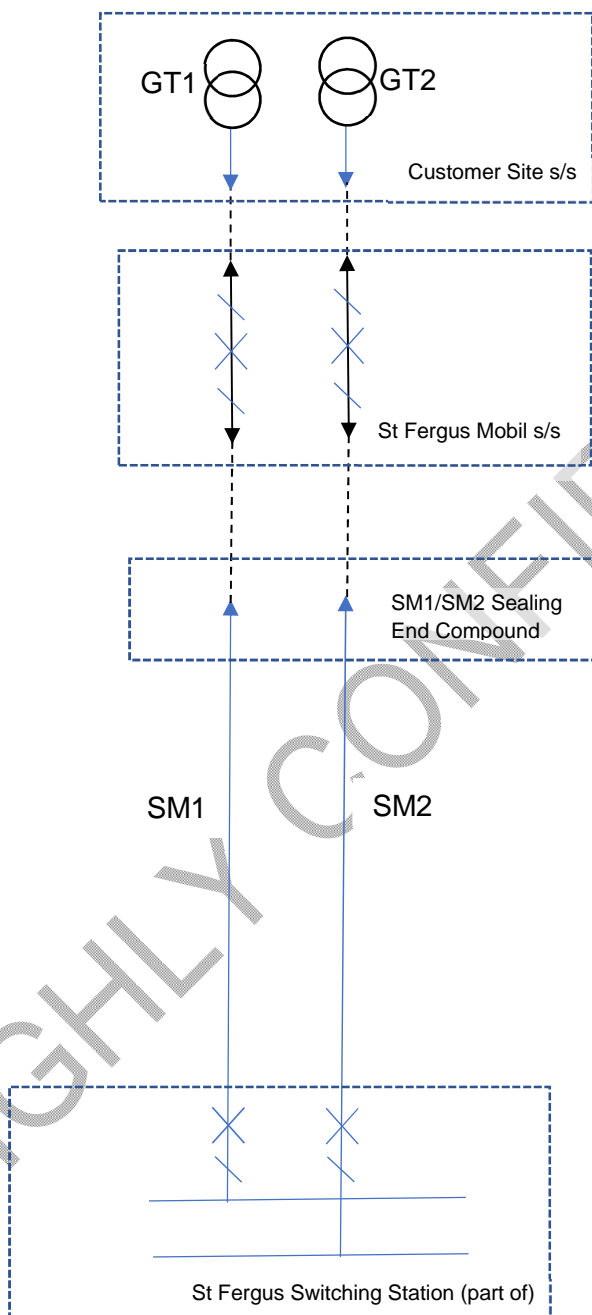 GT1
GT2
Customer Site s/s
St Fergus Mobil s/s
SM1/SM2 Sealing
End Compound
SM1
SM2
St Fergus Switching Station (part of)